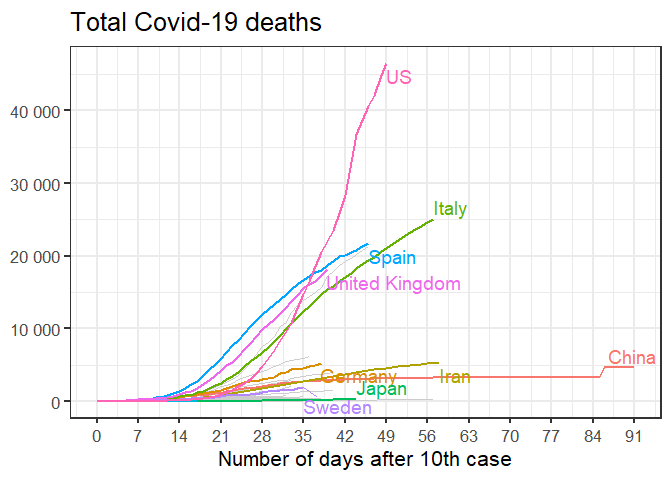 Total Covid-19 deaths
US
40 000
30 000
Italy
Spain
20 000
United Kingdom
10 000
China
Germany
Iran
Japan
0
Sweden
0 7 14 21 28 35 42 49 56 63 70 77 84 91
Number of days after 10th case